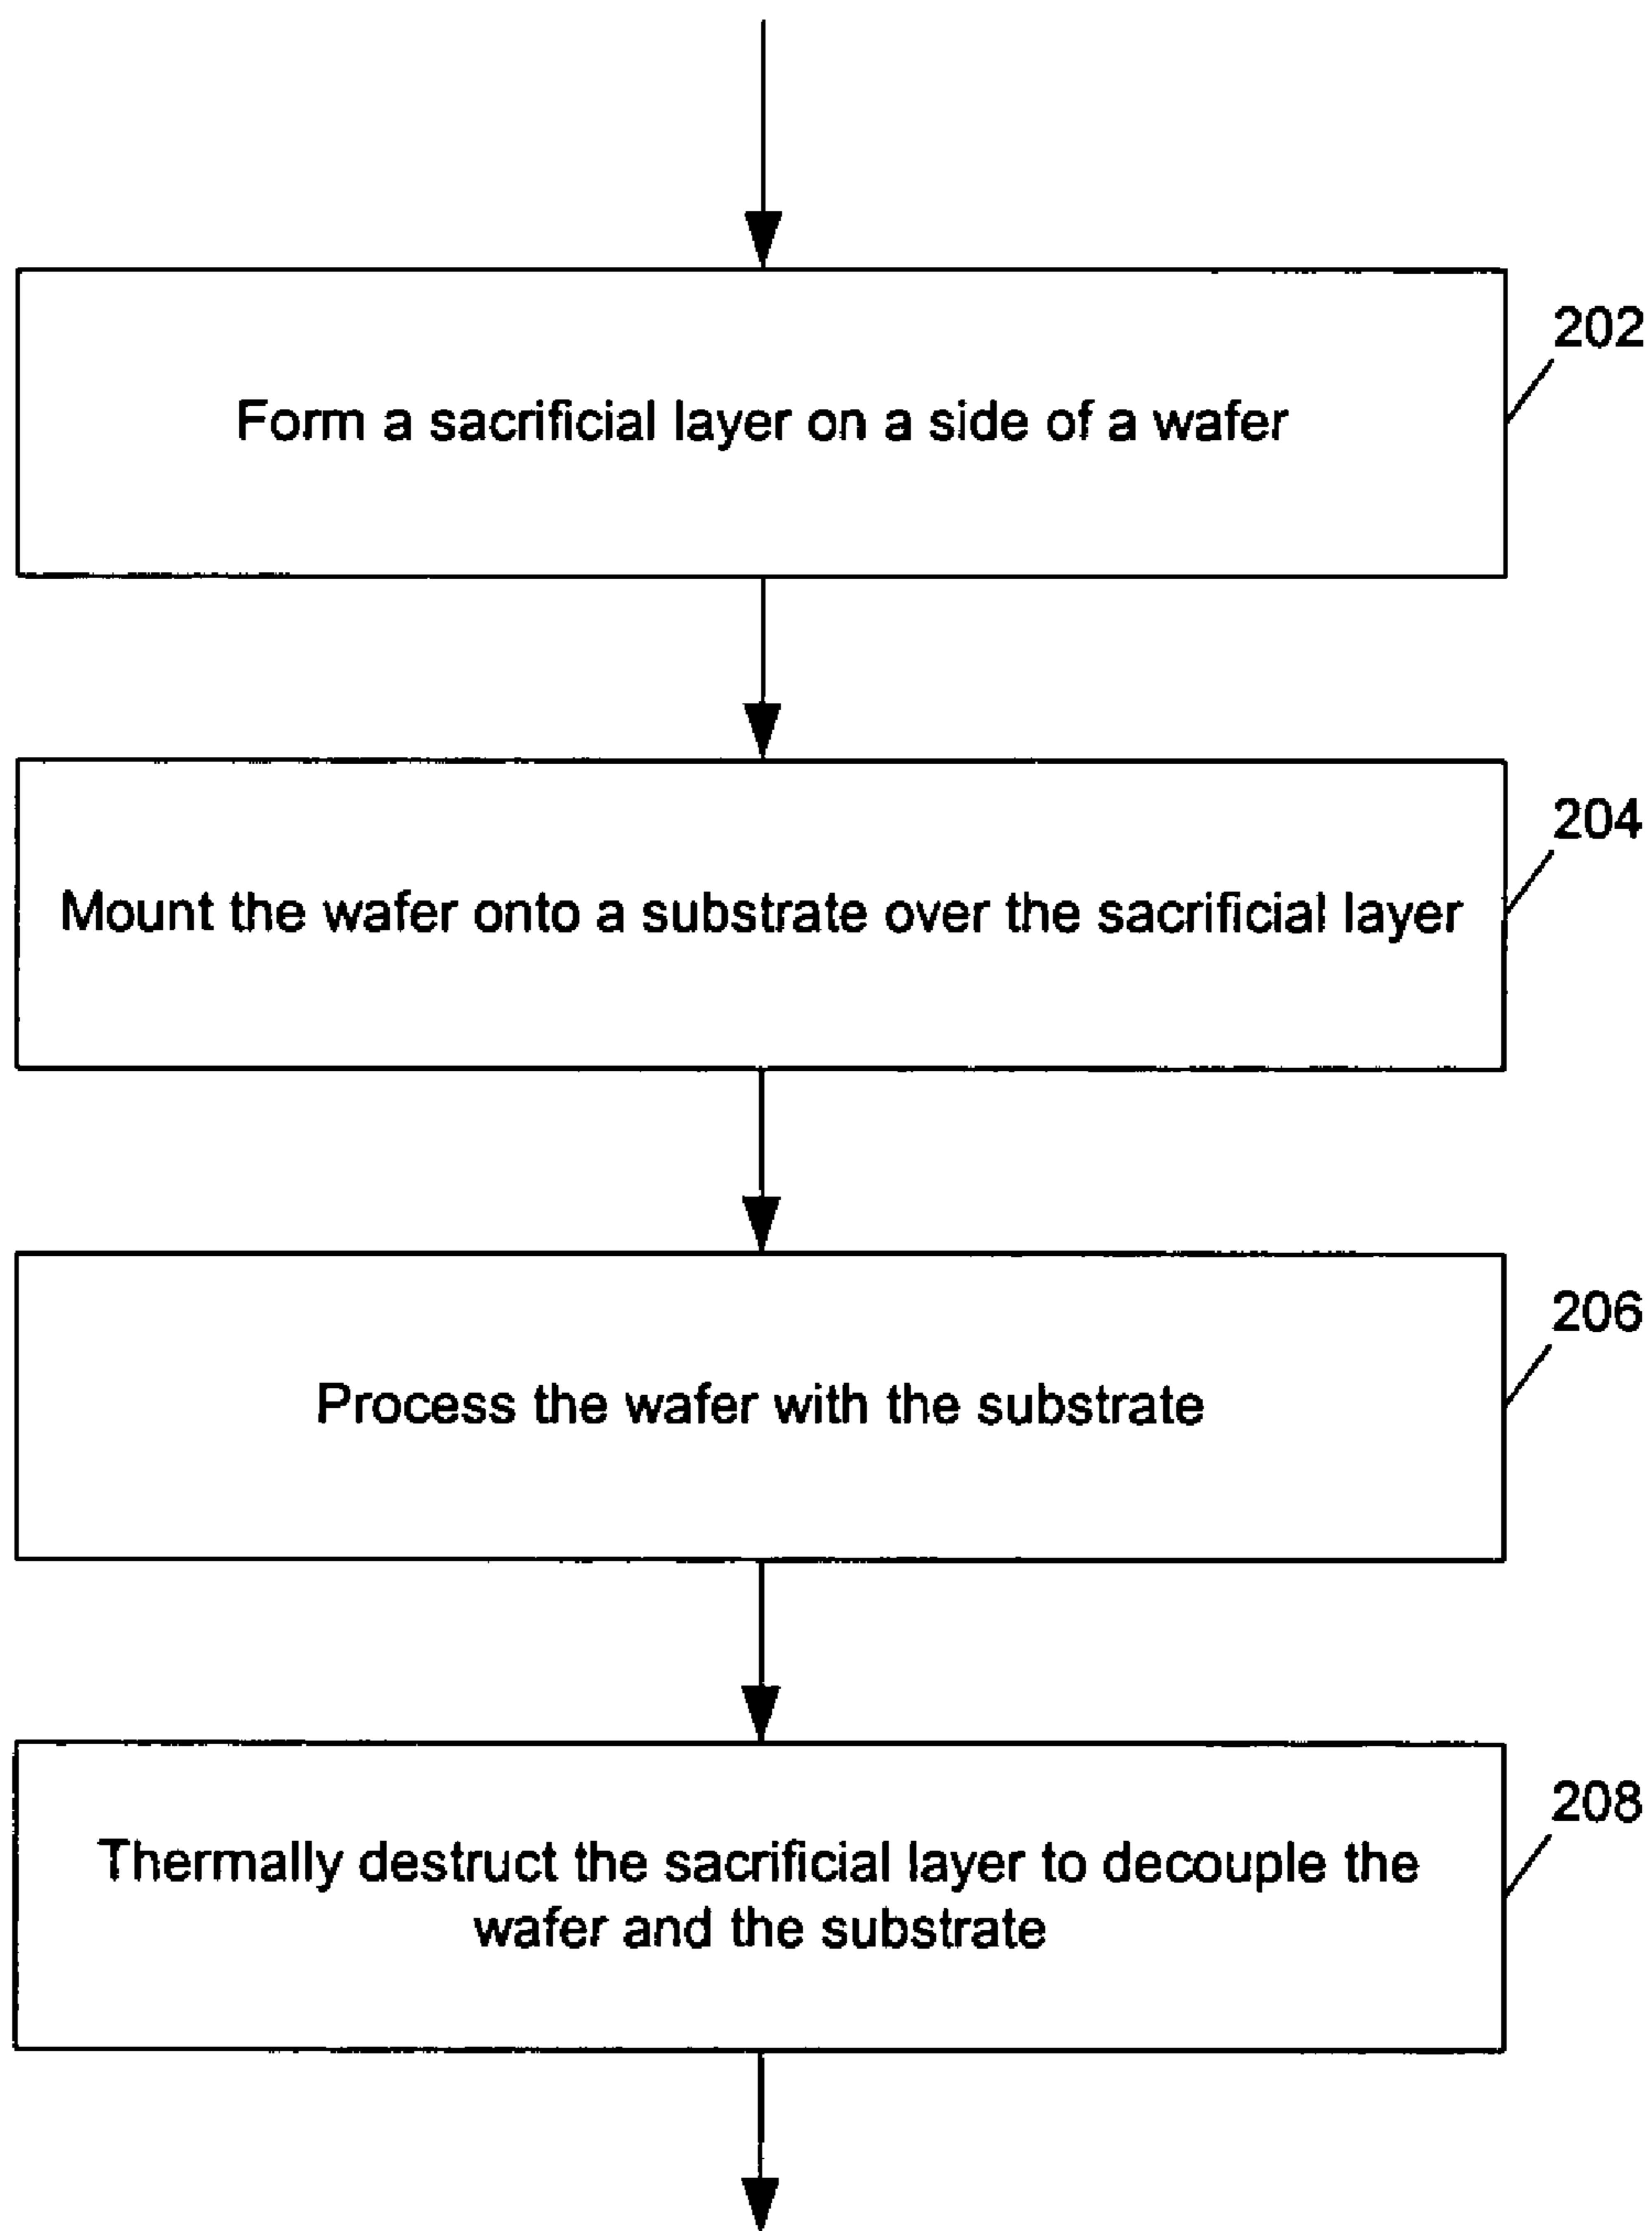 202
Form a sacrificial layer on a side of a wafer
204
Mount the wafer onto a substrate over the sacrificial layer
206
Process the wafer with the substrate
208
Thermally destruct the sacrificial layer to decouple the
wafer and the substrate